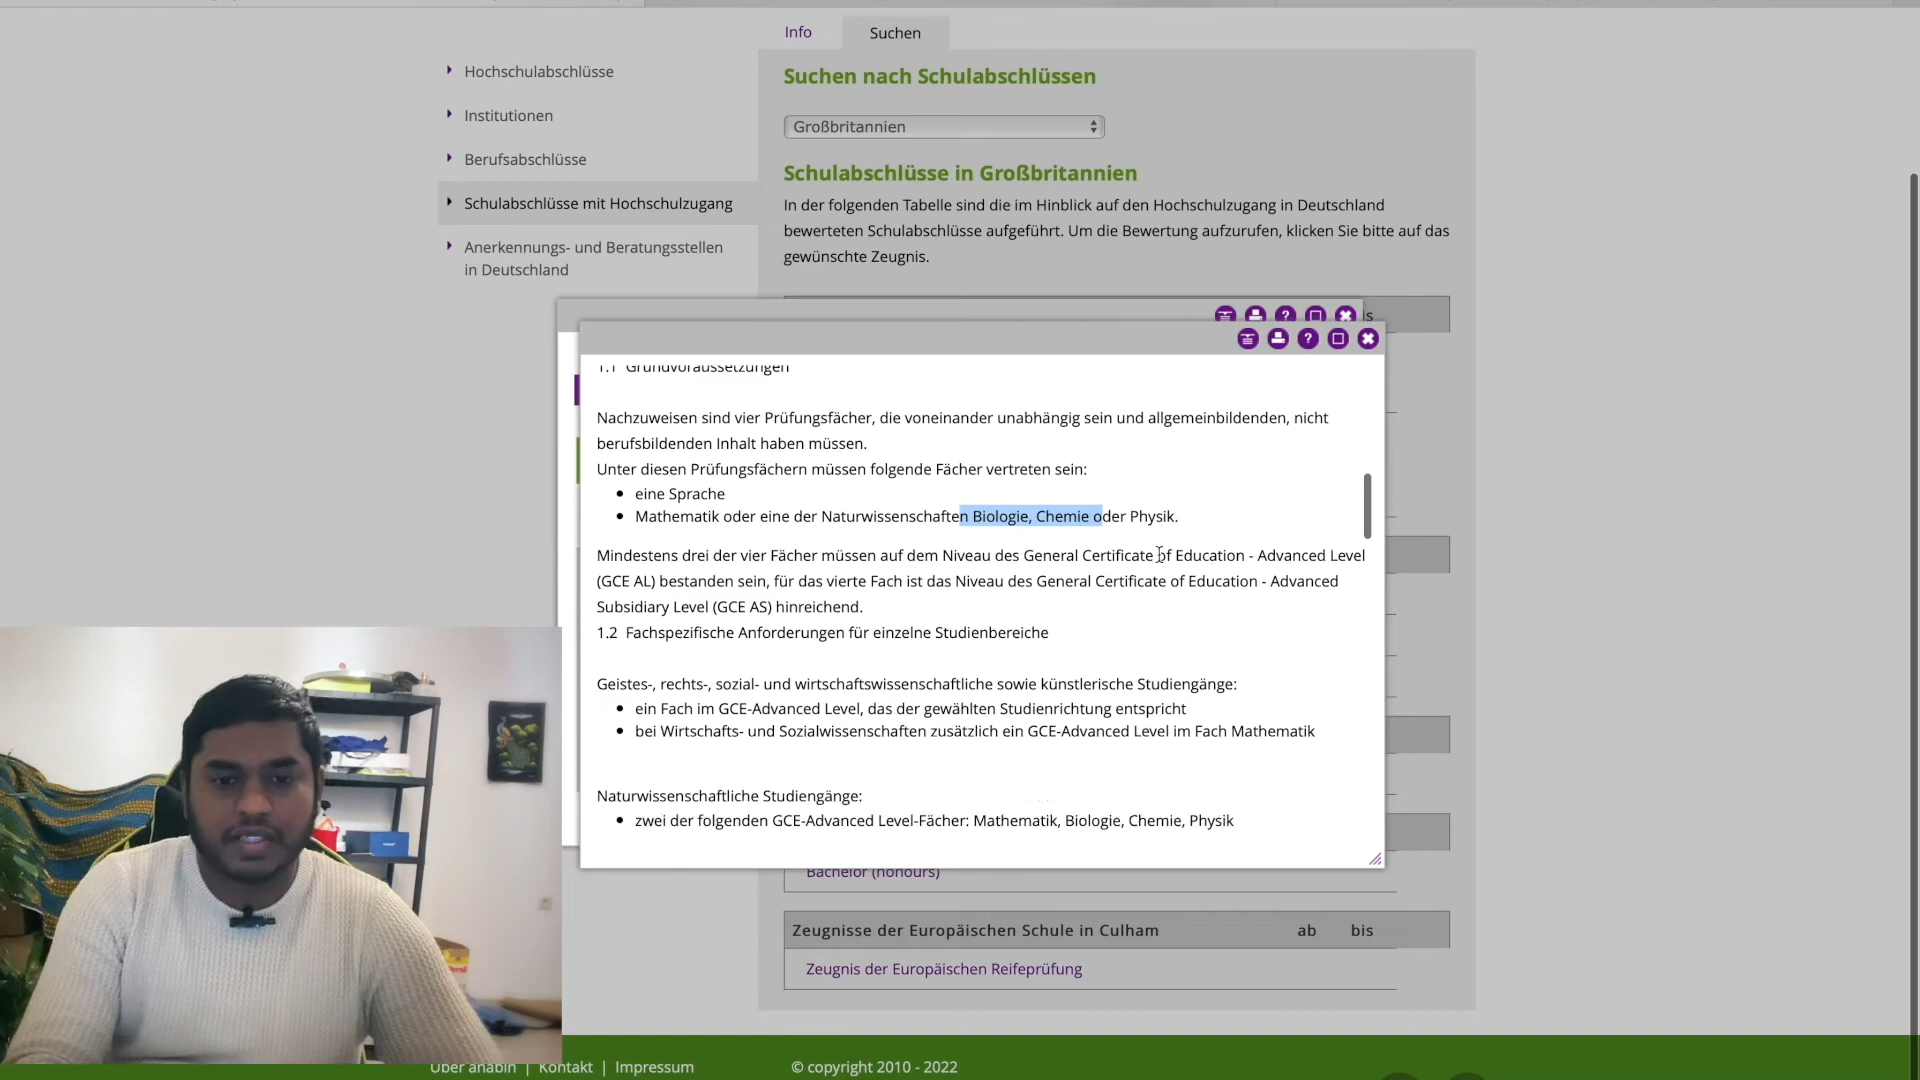 Info
Suchen
Hochschulabschlüsse
Institutionen
Berufsabschlüsse
Schulabschlüsse mit Hochschulzugang
Anerkennungs- und Beratungsstellen
in Deutschland
Suchen nach Schulabschlüssen
Großbritannien
Schulabschlüsse in Großbritannien
In der folgenden Tabelle sind die im Hinblick auf den Hochschulzugang in Deutschland
bewerteten Schulabschlüsse aufgeführt. Um die Bewertung aufzurufen, klicken Sie bitte auf das
gewünschte Zeugnis.
1.1 Grundvoraussetzungen
Nachzuweisen sind vier Prüfungsfächer, die voneinander unabhängig sein und allgemeinbildenden, nicht
berufsbildenden Inhalt haben müssen.
Unter diesen Prüfungsfächern müssen folgende Fächer vertreten sein:
• eine Sprache
• Mathematik oder eine der Naturwissenschaften Biologie, Chemie oder Physik.
Mindestens drei der vier Fächer müssen auf dem Niveau des General Certificate of Education - Advanced Level
(GCE AL) bestanden sein, für das vierte Fach ist das Niveau des General Certificate of Education - Advanced
Subsidiary Level (GCE AS) hinreichend.
1.2 Fachspezifische Anforderungen für einzelne Studienbereiche
Geistes-, rechts-, sozial- und wirtschaftswissenschaftliche sowie künstlerische Studiengänge:
• ein Fach im GCE-Advanced Level, das der gewählten Studienrichtung entspricht
• bei Wirtschafts- und Sozialwissenschaften zusätzlich ein GCE-Advanced Level im Fach Mathematik
Naturwissenschaftliche Studiengänge:
• zwei der folgenden GCE-Advanced Level-Fächer: Mathematik, Biologie, Chemie, Physik
Bachelor (honours)
Zeugnisse der Europäischen Schule in Culham ab bis
Zeugnis der Europäischen Reifeprüfung
Über anabin | Kontakt | Impressum
© copyright 2010 - 2022